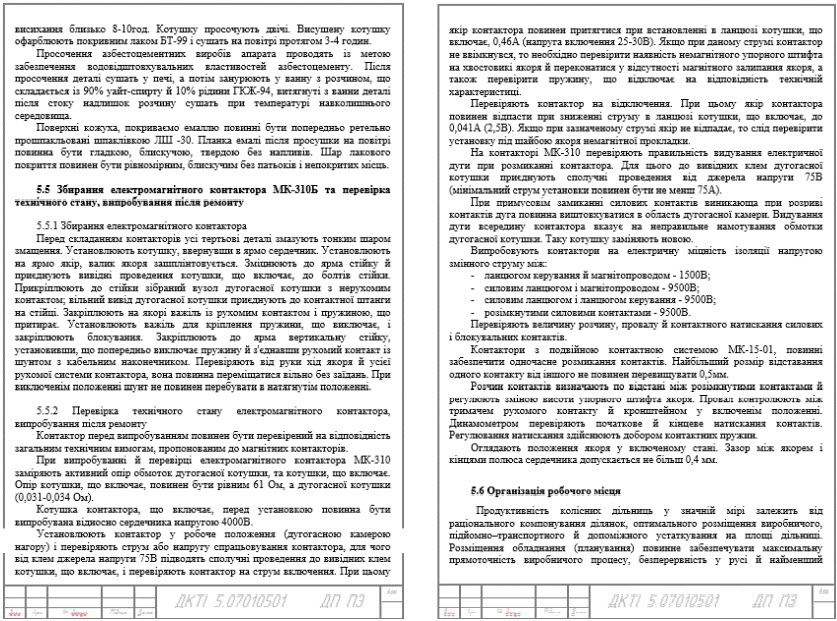 висихання близько 8-10год. Котушку просочують двічі. Висушену котушку
офарблюють покривним лаком БТ-99 і сушать на повітрі протягом 3-4 годин.
Просочення азбестоцементних виробів апарата проводять із метою
забезпечення водовідштовхувальних властивостей азбестоцементу. Після
просочення деталі сушать у печі, а потім занурюють у ванну з розчином, що
складається із 90% уайт-спирту й 10% рідини ГКЖ-94, витягнуті з ванни деталі
після стоку надлишок розчину сушать при температурі навколишнього
середовища.
Поверхні кожуха, покриваємо емаллю повинні бути попередньо ретельно
прошпакльовані шпаклівкою ЛШ -30. Планка емалі після просушки на повітрі
повинна бути гладкою, блискучою, твердою без напливів. Шар лакового
покриття повинен бути рівномірним, блискучим без патьоків і непокритих місць.
5.5 Збирання електромагнітного контактора МК-310Б та перевірка
технічного стану, випробування після ремонту
5.5.1 Збирання електромагнітного контактора
Перед складанням контакторів усі тертьові деталі змазують тонким шаром
змащення. Установлюють котушку, ввернувши в ярмо сердечник. Установлюють
на ярмо якір, валик якоря зашплінтовується. Зміцнюють до ярма стійку й
приєднують вивідні проведення котушки, що включає, до болтів стійки.
Прикріплюють до стійки зібраний вузол дугогасної котушки з нерухомим
контактом; вільний вивід дугогасної котушки приєднують до контактної штанги
на стійці. Закріплюють на якорі важіль із рухомим контактом і пружиною, що
притирає. Установлюють важіль для кріплення пружини, що виключає, і
закріплюють блокування. Закріплюють до ярма вертикальну стійку,
установивши, що попередньо виключає пружину й з'єднавши рухомий контакт із
шунтом з кабельним наконечником. Перевіряють від руки хід якоря й усієї
рухомої системи контактора, вона повинна переміщатися вільно без заїдань. При
виключенім положенні шунт не повинен перебувати в натягнутім положенні.
5.5.2 Перевірка технічного стану електромагнітного контактора,
випробування після ремонту
Контактор перед випробуванням повинен бути перевірений на відповідність
загальним технічним вимогам, пропонованим до магнітних контакторів.
При випробуванні й перевірці електромагнітного контактора МК-310
заміряють активний опір обмоток дугогасної котушки, та котушки, що включає.
Опір котушки, що включає, повинен бути рівним 61 Ом, а дугогасної котушки
(0,031-0,034 Ом).
Котушка контактора, що включає, перед установкою повинна бути
випробувана відносно сердечника напругою 4000В.
Установлюють контактор у робоче положення (дугогасною камерою
нагору) і перевіряють струм або напругу спрацьовування контактора, для чого
від клем джерела напруги 75В підводять сполучні проведення до вивідних клем
котушки, що включає, і перевіряють контактор на струм включення. При цьому
ДКТІ 5.07010501 ДП ПЗ
якір контактора повинен притягтися при встановленні в ланцюзі котушки, що
включає, 0,46А (напруга включення 25-30В). Якщо при даному струмі контактор
не ввімкнувся, то необхідно перевірити наявність немагнітного упорного штифта
на хвостовикі якоря й переконатися у відсутності магнітного залипання якоря, а
також перевірити пружину, що відключає на відповідність технічній
характеристиці.
Перевіряють контактор на відключення. При цьому якір контактора
повинен відпасти при зниженні струму в ланцюзі котушки, що включає, до
0,041А (2,5В). Якщо при зазначеному струмі якір не відпадає, то слід перевірити
установку під шайбою якоря немагнітної прокладки.
На контакторі МК-310 перевіряють правильність видування електричної
дуги при розмиканні контактора. Для цього до вивідних клем дугогасної
котушки приєднують сполучні проведення від джерела напруги 75В
(мінімальний струм установки повинен бути не менш 75А).
При примусовім замиканні силових контактів виникающа при розриві
контактів дуга повинна виштовхуватися в область дугогасної камери. Видування
дуги всередину контактора вказує на неправильне намотування обмотки
дугогасної котушки. Таку котушку заміняють новою.
Випробовують контактори на електричну міцність ізоляції напругою
змінного струму між:
- ланцюгом керування й магнітопроводом - 1500В;
- силовим ланцюгом і магнітопроводом - 9500В;
- силовим ланцюгом і ланцюгом керування - 9500В;
- розімкнутими силовими контактами - 9500В.
Перевіряють величину розчину, провалу й контактного натискання силових
і блокувальних контактів.
Контактори з подвійною контактною системою МК-15-01, повинні
забезпечити одночасне розмикання контактів. Найбільший розмір відставання
одного контакту від іншого не повинен перевищувати 0,5мм.
Розчин контактів визначають по відстані між розімкнутими контактами й
регулюють зміною висоти упорного штифта якоря. Провал контролюють між
тримачем рухомого контакту й кронштейном у включенім положенні.
Динамометром перевіряють початкове й кінцеве натискання контактів.
Регулювання натискання здійснюють добором контактних пружин.
Оглядають положення якоря у включеному стані. Зазор між якорем і
кінцями полюса сердечника допускається не більш 0,4 мм.
5.6 Організація робочого місця
Продуктивність колісних дільниць у значній мірі залежить від
раціонального компонування ділянок, оптимального розміщення виробничого,
підйомно–транспортного й допоміжного устаткування на площі дільниці.
Розміщення обладнання (планування) повинне забезпечувати максимальну
прямоточність виробничого процесу, безперервність у русі й найменший
ДКТІ 5.07010501 ДП ПЗ